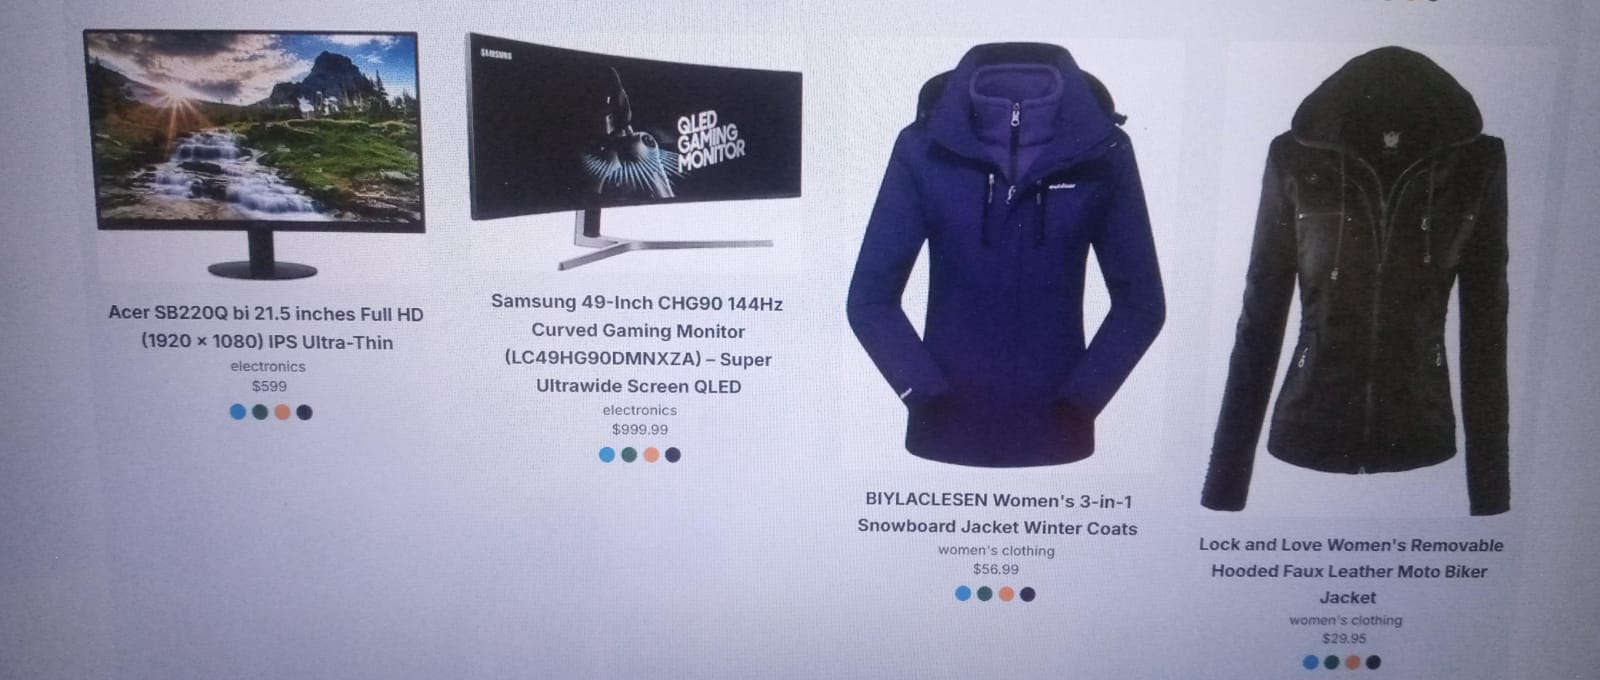 SAMSUNG
QLED
GAMING
MONITOR
outdoor
Acer SB220Q bi 21.5 inches Full HD
(1920 × 1080) IPS Ultra-Thin
electronics
$599
Samsung 49-Inch CHG90 144Hz
Curved Gaming Monitor
(LC49HG90DMNXZA) – Super
Ultrawide Screen QLED
electronics
$999.99
BIYLACLESEN Women's 3-in-1
Snowboard Jacket Winter Coats
women's clothing
$56.99
Lock and Love Women's Removable
Hooded Faux Leather Moto Biker
Jacket
women's clothing
$29.95